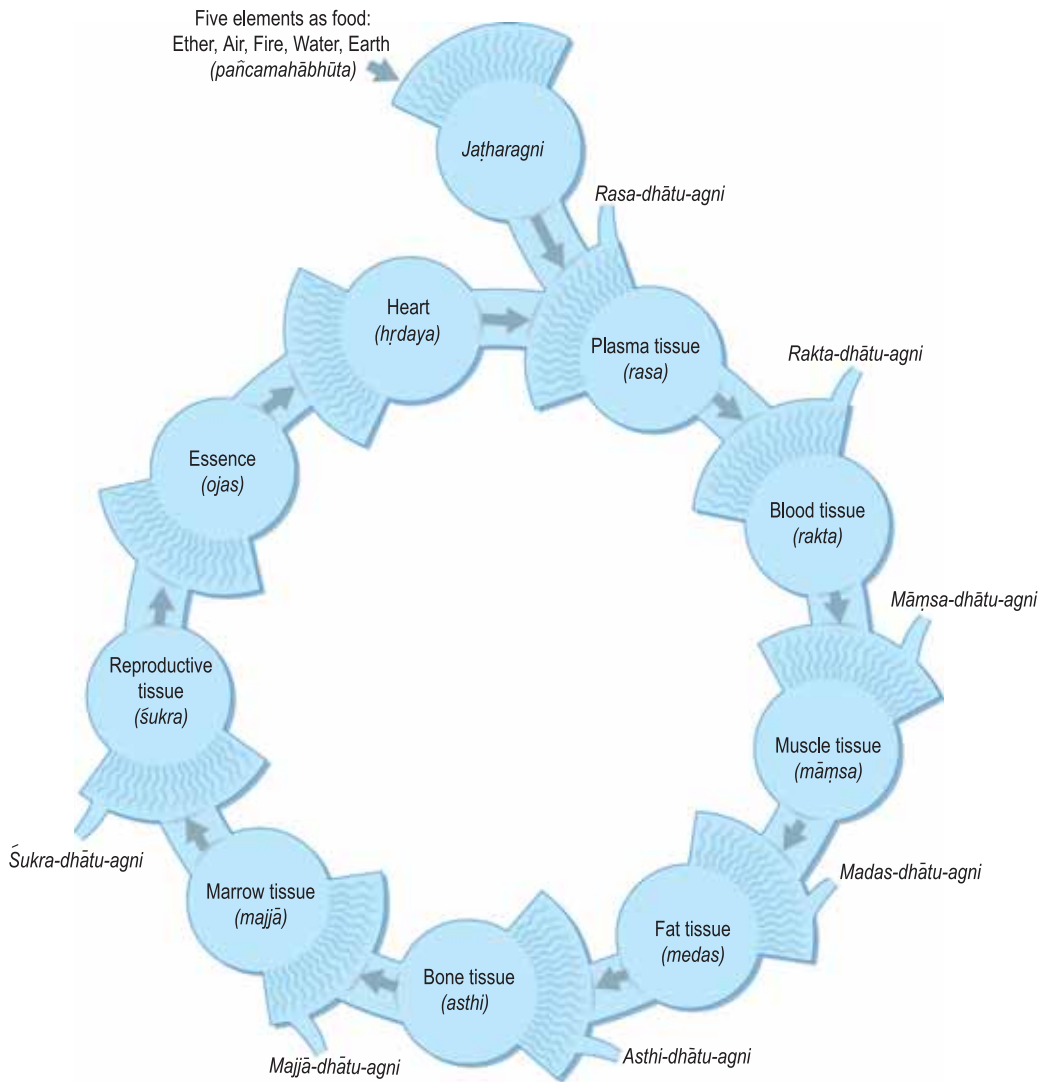 Five elements as food:
Ether, Air, Fire, Water, Earth
(pañcamahābhūta)
Jaṭharagni
Rasa-dhātu-agni
Heart
(hṛdaya)
Plasma tissue
(rasa)
Rakta-dhātu-agni
Essence
(ojas)
Blood tissue
(rakta)
Māṃsa-dhātu-agni
Reproductive
tissue
(śukra)
Muscle tissue
(māṃsa)
Śukra-dhātu-agni
Madas-dhātu-agni
Marrow tissue
(majjā)
Fat tissue
(medas)
Bone tissue
(asthi)
Majjā-dhātu-agni
Asthi-dhātu-agni